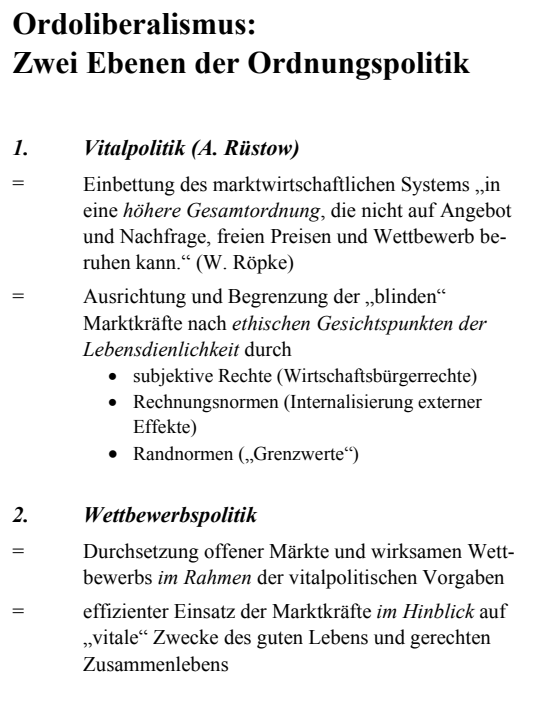 Ordoliberalismus:
Zwei Ebenen der Ordnungspolitik
1. Vitalpolitik (A. Rüstow)
= Einbettung des marktwirtschaftlichen Systems „in
eine höhere Gesamtordnung, die nicht auf Angebot
und Nachfrage, freien Preisen und Wettbewerb be-
ruhen kann.“ (W. Röpke)
= Ausrichtung und Begrenzung der „blinden“
Marktkräfte nach ethischen Gesichtspunkten der
Lebensdienlichkeit durch
• subjektive Rechte (Wirtschaftsbürgerrechte)
• Rechnungsnormen (Internalisierung externer
Effekte)
• Randnormen („Grenzwerte“)
2. Wettbewerbspolitik
= Durchsetzung offener Märkte und wirksamen Wett-
bewerbs im Rahmen der vitalpolitischen Vorgaben
= effizienter Einsatz der Marktkräfte im Hinblick auf
„vitale“ Zwecke des guten Lebens und gerechten
Zusammenlebens